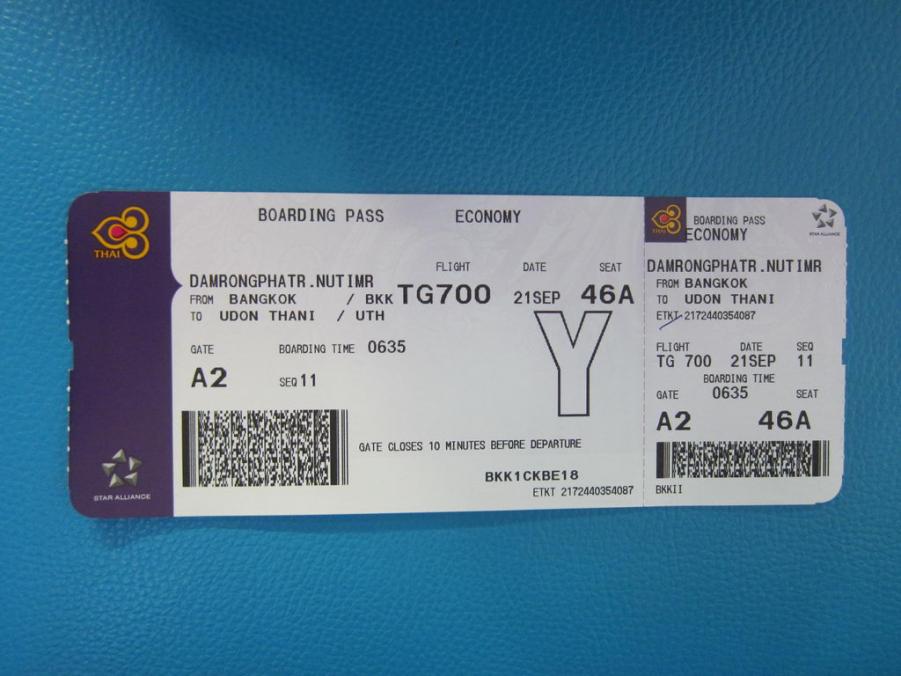 THAI
BOARDING PASS ECONOMY
FLIGHT DATE SEAT
DAMRONGPHATR.NUTIMR
FROM BANGKOK / BKK TG700 21SEP 46A
TO UDON THANI / UTH
Y
GATE BOARDING TIME 0635
A2 SEQ 11
GATE CLOSES 10 MINUTES BEFORE DEPARTURE
BKK1CKBE18
ETKT 2172440354087
STAR ALLIANCE
THAI
BOARDING PASS
ECONOMY
STAR ALLIANCE
DAMRONGPHATR.NUTIMR
FROM BANGKOK
TO UDON THANI
ETKT 2172440354087
FLIGHT DATE SEQ
TG 700 21SEP 11
BOARDING TIME
GATE 0635 SEAT
A2 46A
BKKII